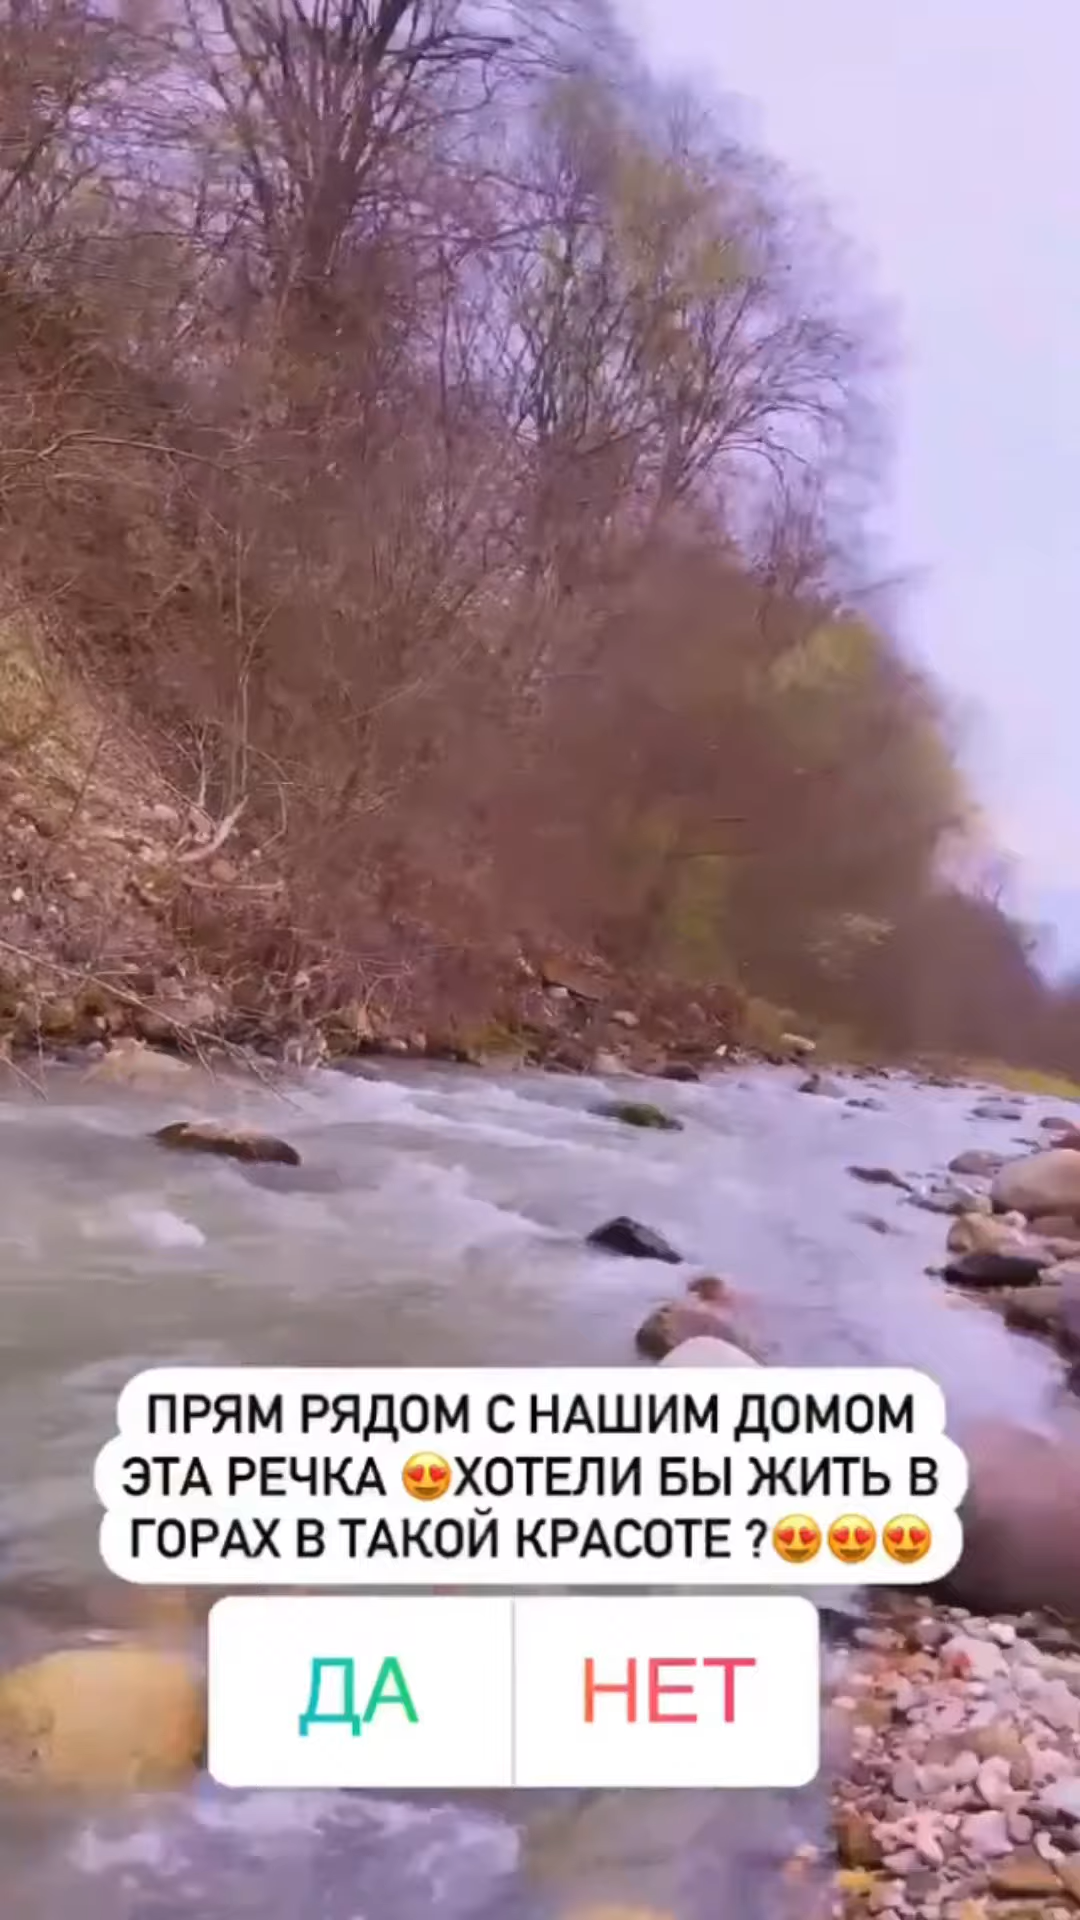 ПРЯМ РЯДОМ С НАШИМ ДОМОМ
ЭТА РЕЧКА 😍ХОТЕЛИ БЫ ЖИТЬ В
ГОРАХ В ТАКОЙ КРАСОТЕ ?😍😍😍
ДА НЕТ